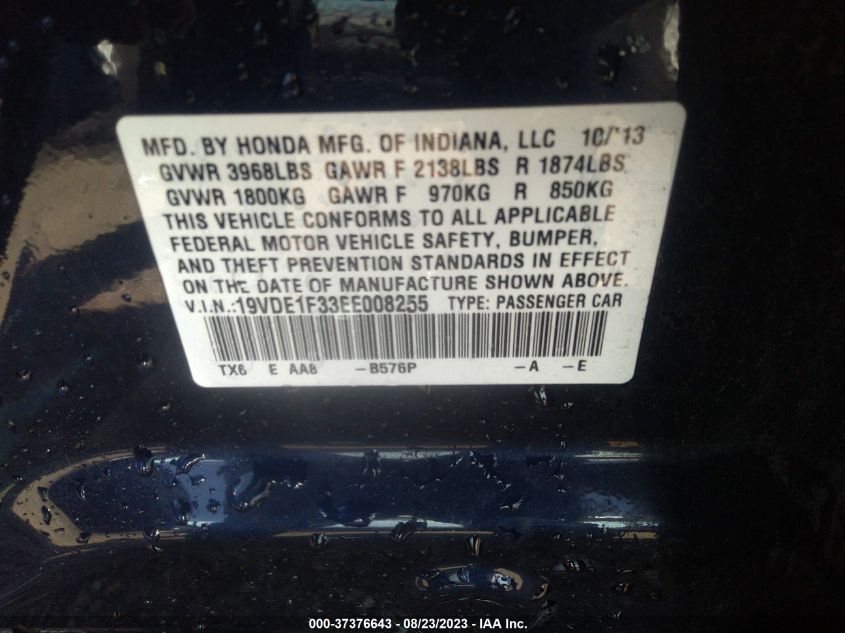 MFD. BY HONDA MFG. OF INDIANA, LLC 10/13
GVWR 3968LBS GAWR F 2138LBS R 1874LBS
GVWR 1800KG GAWR F 970KG R 850KG
THIS VEHICLE CONFORMS TO ALL APPLICABLE
FEDERAL MOTOR VEHICLE SAFETY, BUMPER,
AND THEFT PREVENTION STANDARDS IN EFFECT
ON THE DATE OF MANUFACTURE SHOWN ABOVE.
V.I.N.:19VDE1F33EE008255 TYPE: PASSENGER CAR
TX6 E AA8 -B576P -A -E
000-37376643 - 08/23/2023 - IAA Inc.